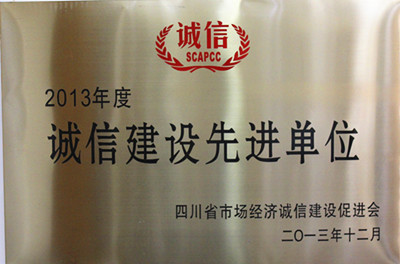 诚信
SCAPCC
2013年度
诚信建设先进单位
四川省市场经济诚信建设促进会
二〇一三年十二月